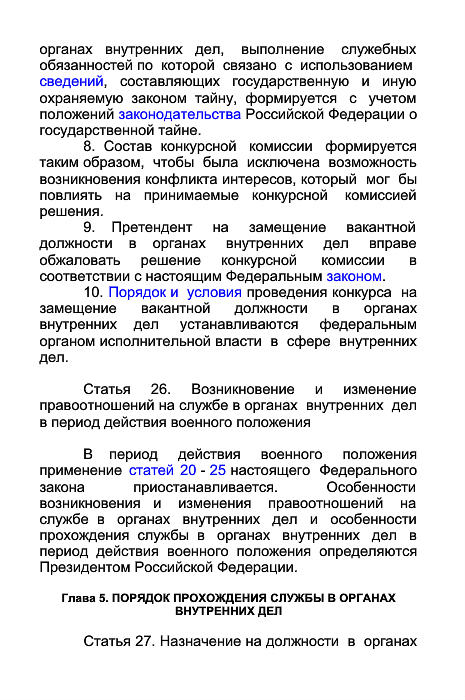 органах внутренних дел, выполнение служебных
обязанностей по которой связано с использованием
сведений, составляющих государственную и иную
охраняемую законом тайну, формируется с учетом
положений законодательства Российской Федерации о
государственной тайне.
8. Состав конкурсной комиссии формируется
таким образом, чтобы была исключена возможность
возникновения конфликта интересов, который мог бы
повлиять на принимаемые конкурсной комиссией
решения.
9. Претендент на замещение вакантной
должности в органах внутренних дел вправе
обжаловать решение конкурсной комиссии в
соответствии с настоящим Федеральным законом.
10. Порядок и условия проведения конкурса на
замещение вакантной должности в органах
внутренних дел устанавливаются федеральным
органом исполнительной власти в сфере внутренних
дел.
Статья 26. Возникновение и изменение
правоотношений на службе в органах внутренних дел
в период действия военного положения
В период действия военного положения
применение статей 20 - 25 настоящего Федерального
закона приостанавливается. Особенности
возникновения и изменения правоотношений на
службе в органах внутренних дел и особенности
прохождения службы в органах внутренних дел в
период действия военного положения определяются
Президентом Российской Федерации.
Глава 5. ПОРЯДОК ПРОХОЖДЕНИЯ СЛУЖБЫ В ОРГАНАХ
ВНУТРЕННИХ ДЕЛ
Статья 27. Назначение на должности в органах